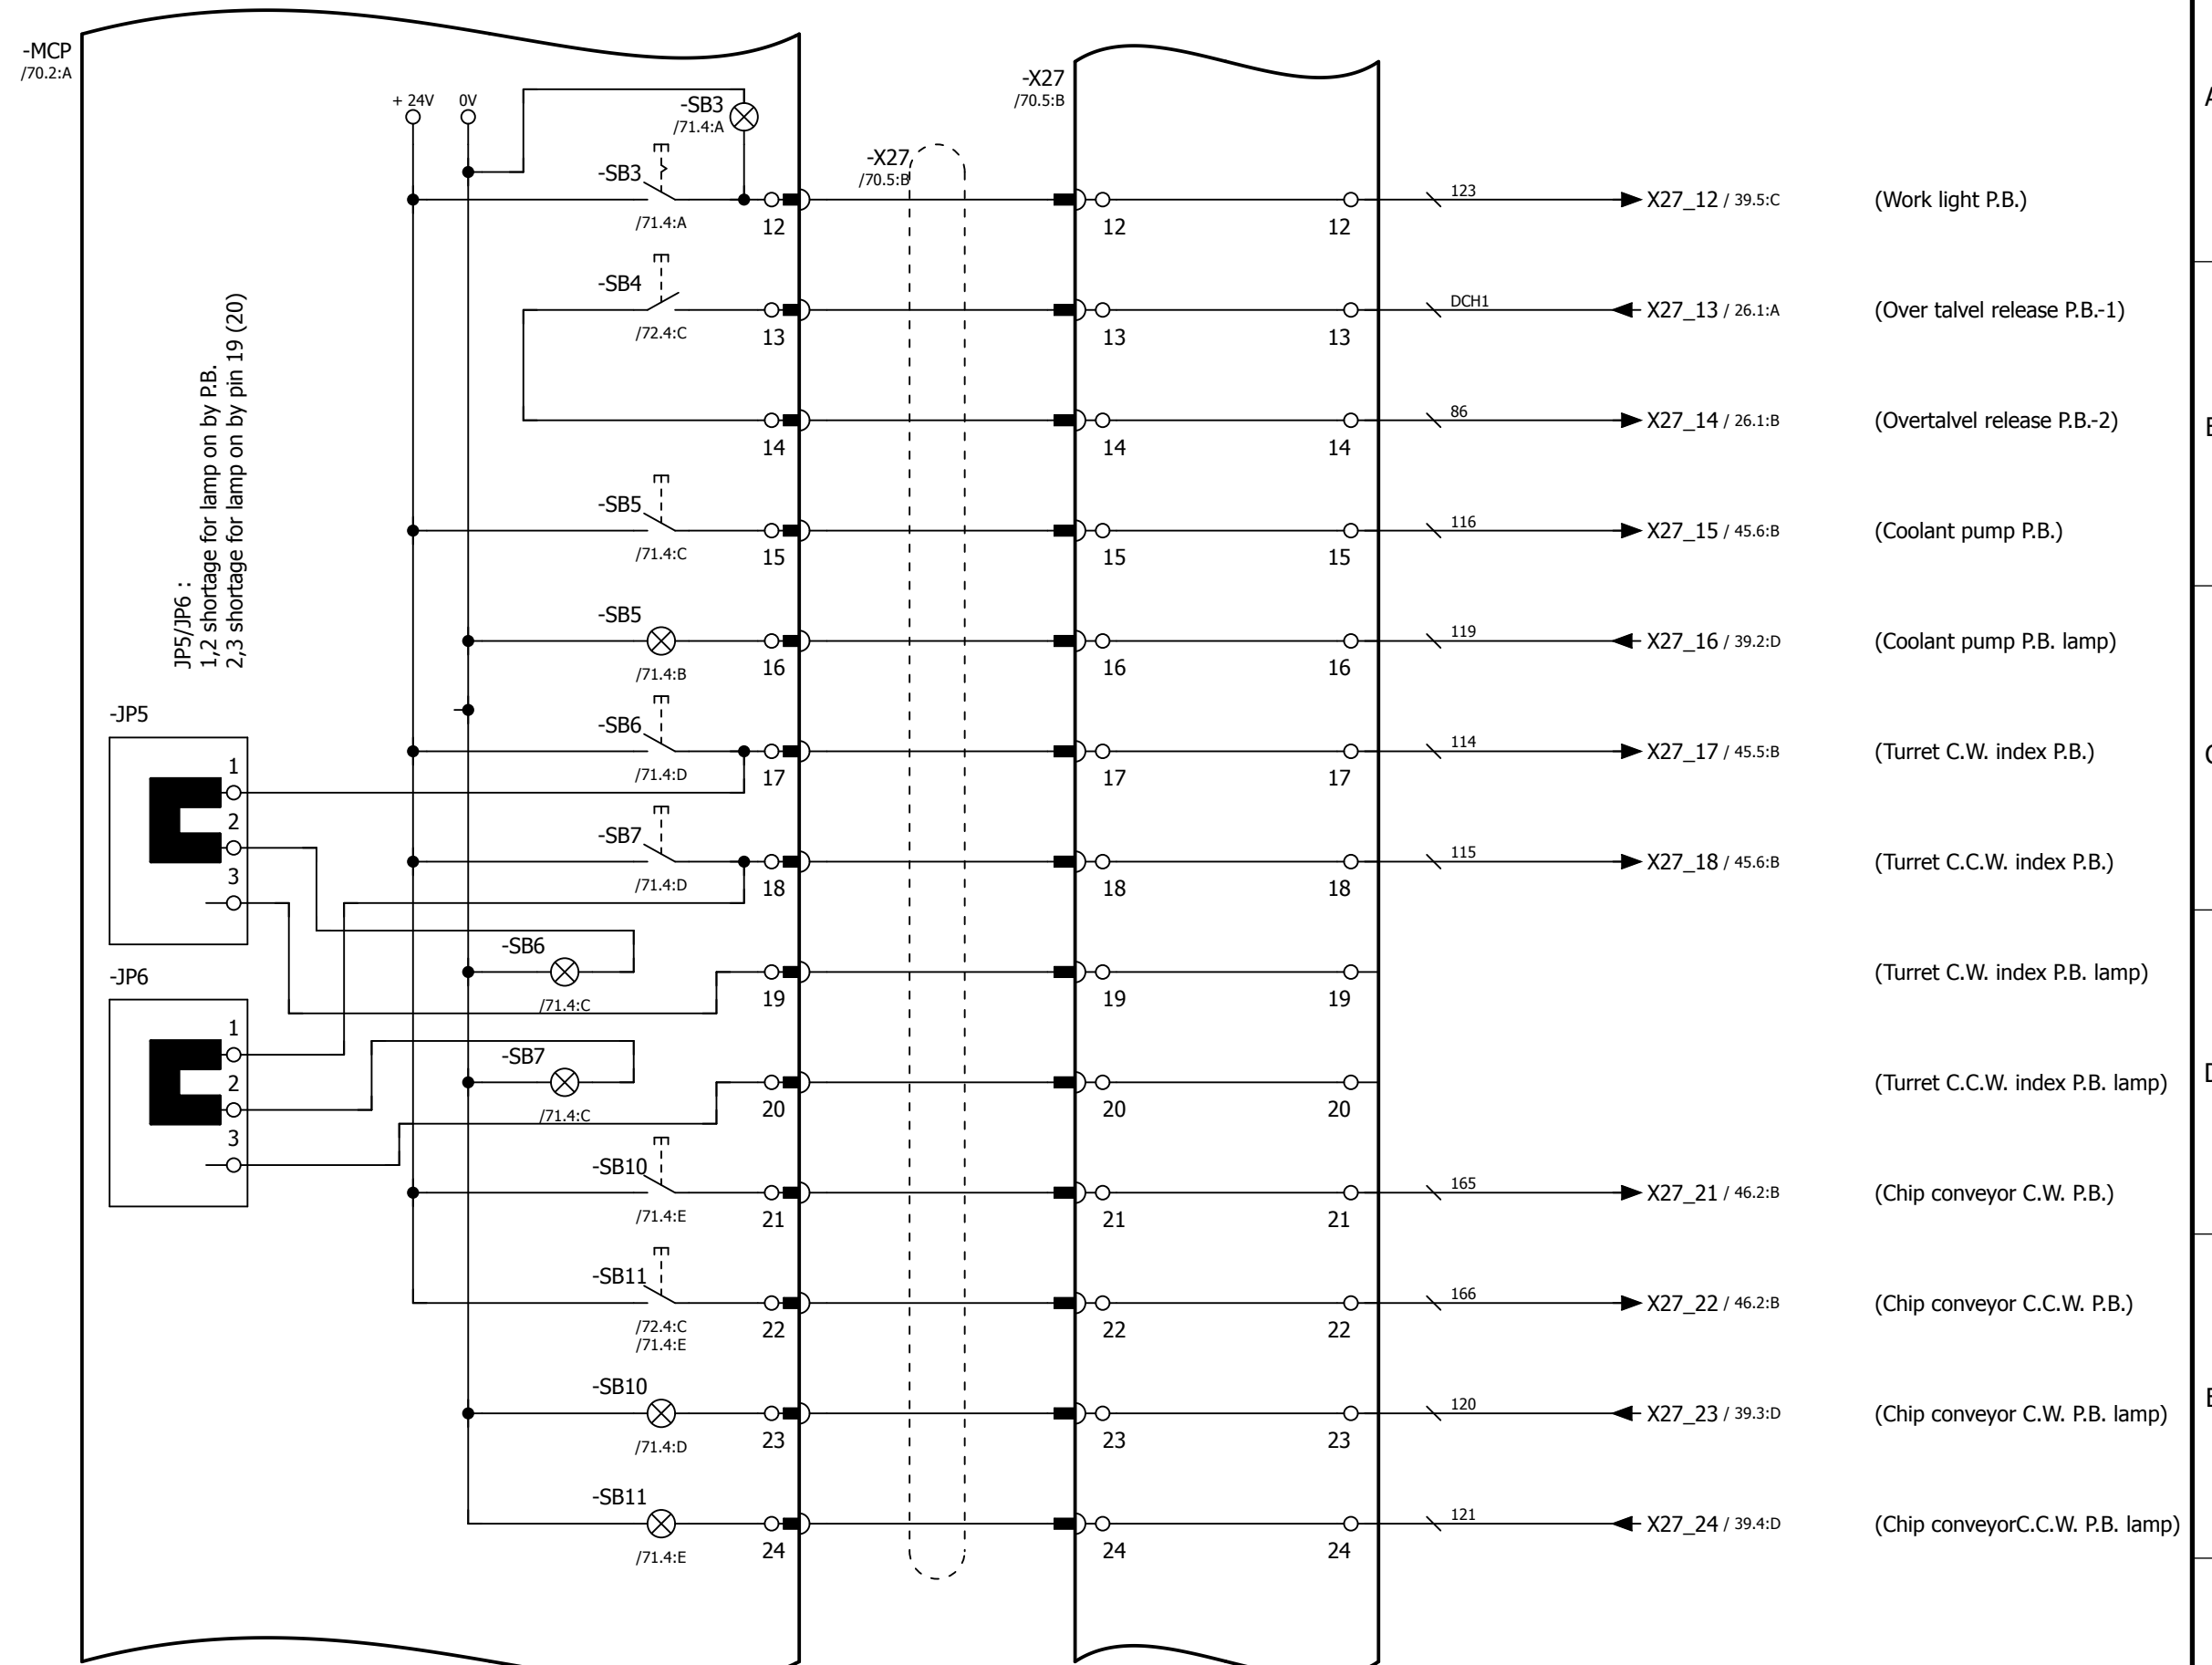 -MCP
/70.2:A
+ 24V
0V
-SB3
/71.4:A
-X27
/70.5:B
-X27
/70.5:B
A
-SB3
/71.4:A
12
12
12
123
X27_12 / 39.5:C
(Work light P.B.)
-SB4
/72.4:C
13
13
13
DCH1
X27_13 / 26.1:A
(Over talvel release P.B.-1)
14
14
14
86
X27_14 / 26.1:B
(Overtalvel release P.B.-2)
JP5/JP6 :
1,2 shortage for lamp on by P.B.
2,3 shortage for lamp on by pin 19 (20)
-SB5
/71.4:C
15
15
15
116
X27_15 / 45.6:B
(Coolant pump P.B.)
-SB5
/71.4:B
16
16
16
119
X27_16 / 39.2:D
(Coolant pump P.B. lamp)
-SB6
/71.4:D
17
17
17
114
X27_17 / 45.5:B
(Turret C.W. index P.B.)
-JP5
1
2
3
-SB7
/71.4:D
18
18
18
115
X27_18 / 45.6:B
(Turret C.C.W. index P.B.)
-SB6
/71.4:C
19
19
19
(Turret C.W. index P.B. lamp)
-JP6
1
2
3
-SB7
/71.4:C
20
20
20
(Turret C.C.W. index P.B. lamp)
-SB10
/71.4:E
21
21
21
165
X27_21 / 46.2:B
(Chip conveyor C.W. P.B.)
-SB11
/72.4:C
/71.4:E
22
22
22
166
X27_22 / 46.2:B
(Chip conveyor C.C.W. P.B.)
-SB10
/71.4:D
23
23
23
120
X27_23 / 39.3:D
(Chip conveyor C.W. P.B. lamp)
-SB11
/71.4:E
24
24
24
121
X27_24 / 39.4:D
(Chip conveyorC.C.W. P.B. lamp)